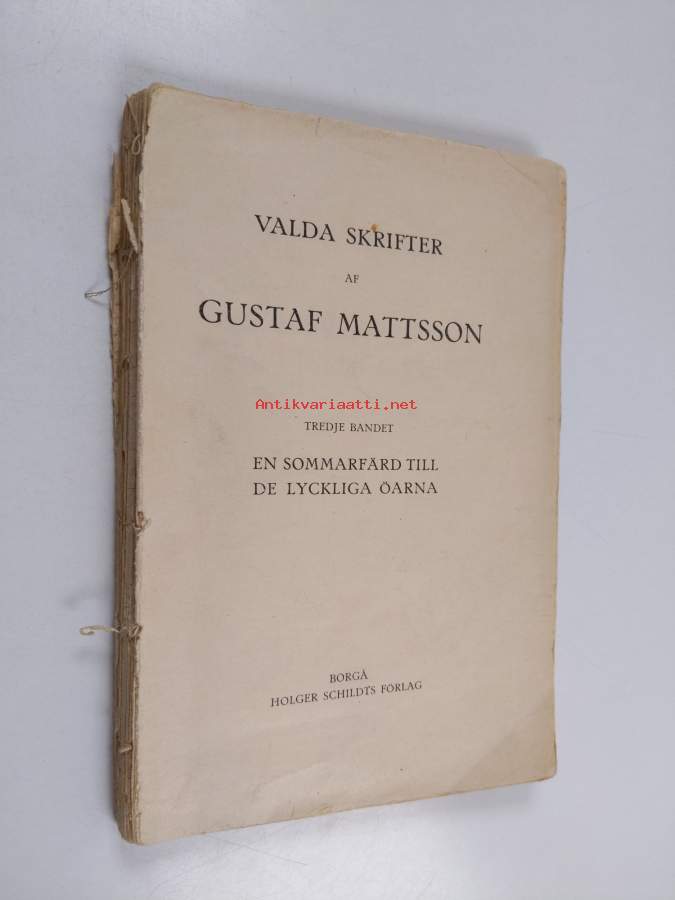 VALDA SKRIFTER
AF
GUSTAF MATTSSON
Antikvariaatti.net
TREDJE BANDET
EN SOMMARFÄRD TILL
DE LYCKLIGA ÖARNA
BORGÅ
HOLGER SCHILDTS FÖRLAG